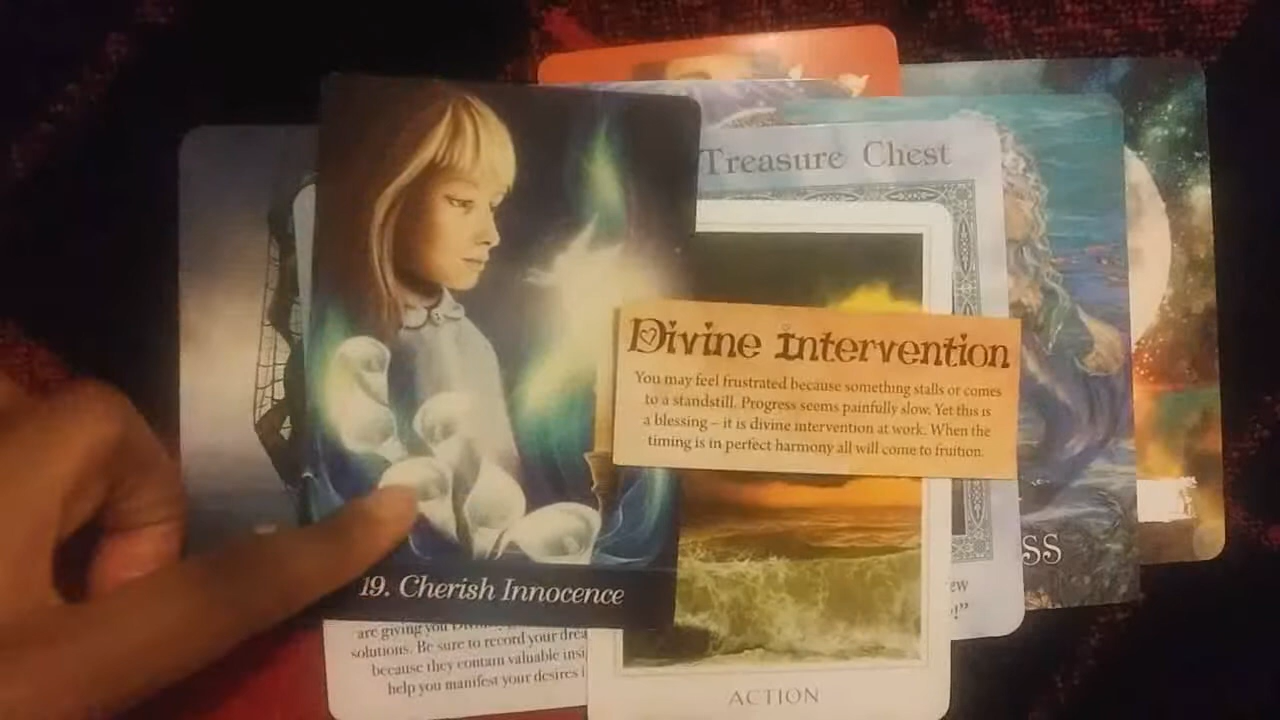 Treasure Chest
Divine Intervention
You may feel frustrated because something stalls or comes
to a standstill. Progress seems painfully slow. Yet this is
a blessing – it is divine intervention at work. When the
timing is in perfect harmony all will come to fruition.
19. Cherish Innocence
SS
ew
!”
are giving you
solutions. Be sure to record your
because they contain valuable
help you manifest your desires
ACTION